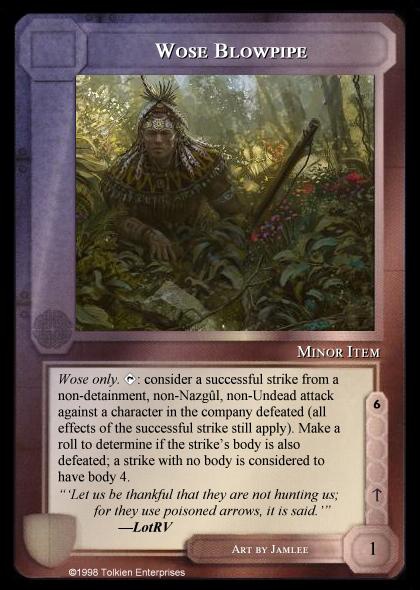 WOSE BLOWPIPE
MINOR ITEM
Wose only. : consider a successful strike from a
non-detainment, non-Nazgûl, non-Undead attack
against a character in the company defeated (all
effects of the successful strike still apply). Make a
roll to determine if the strike's body is also
defeated; a strike with no body is considered to
have body 4.
"'Let us be thankful that they are not hunting us;
for they use poisoned arrows, it is said.'"
—LotRV
6
ART BY JAMLEE
1
©1998 Tolkien Enterprises